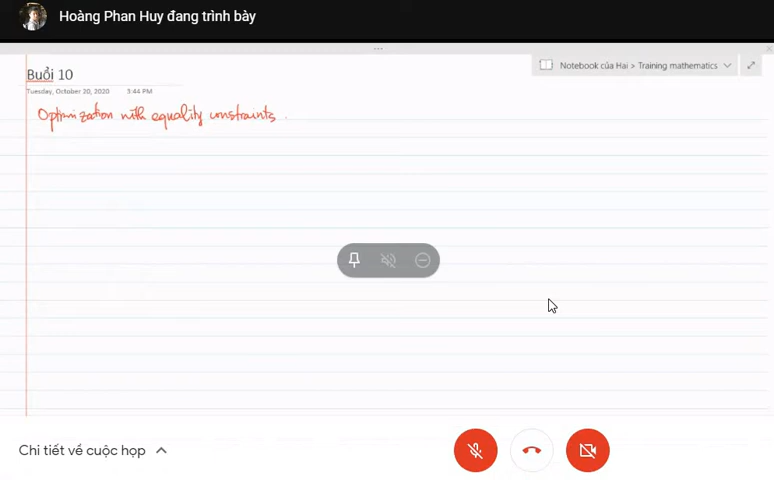 Hoàng Phan Huy đang trình bày
Buổi 10
Notebook của Hai > Training mathematics
Tuesday, October 20, 2020 3:44 PM
Optimization with equality constraints.
Chi tiết về cuộc họp